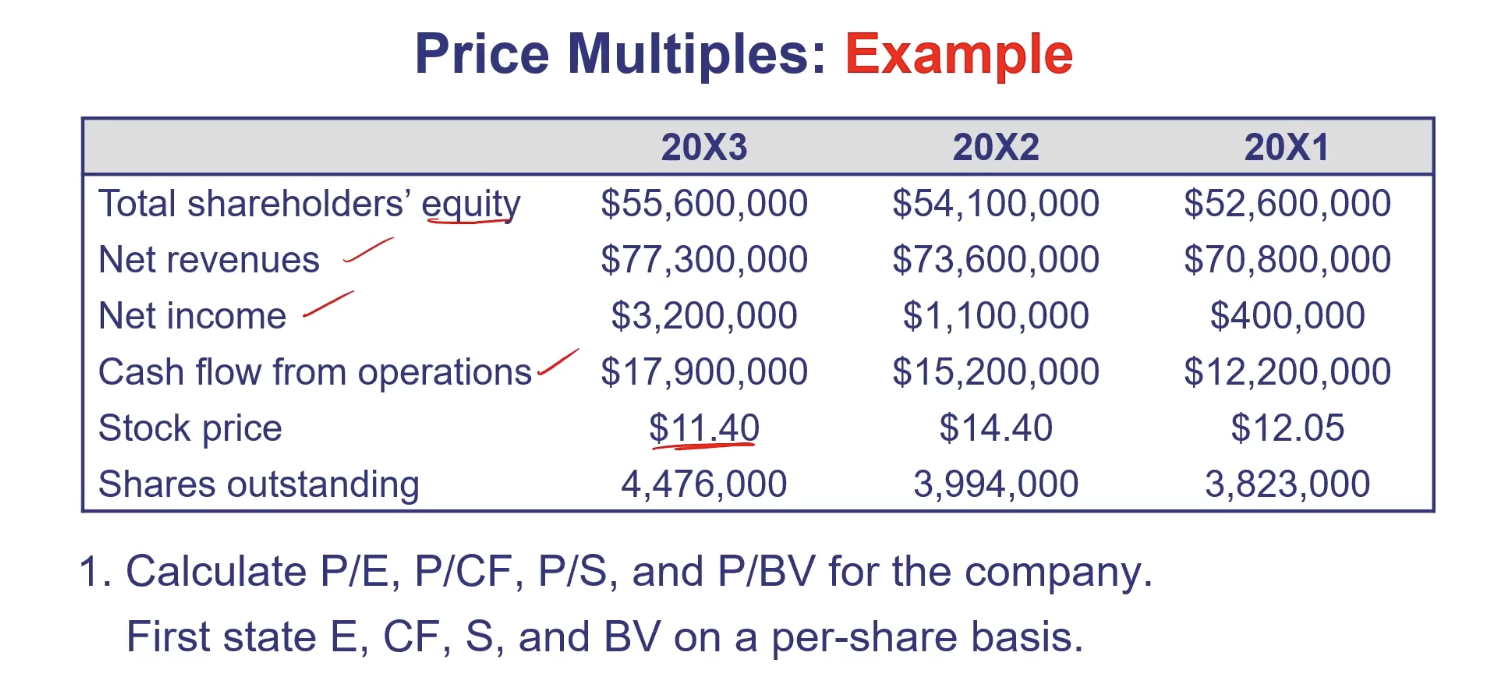 Price Multiples: Example
20X3 20X2 20X1
Total shareholders’ equity $55,600,000 $54,100,000 $52,600,000
Net revenues $77,300,000 $73,600,000 $70,800,000
Net income $3,200,000 $1,100,000 $400,000
Cash flow from operations $17,900,000 $15,200,000 $12,200,000
Stock price $11.40 $14.40 $12.05
Shares outstanding 4,476,000 3,994,000 3,823,000
1. Calculate P/E, P/CF, P/S, and P/BV for the company.
First state E, CF, S, and BV on a per-share basis.